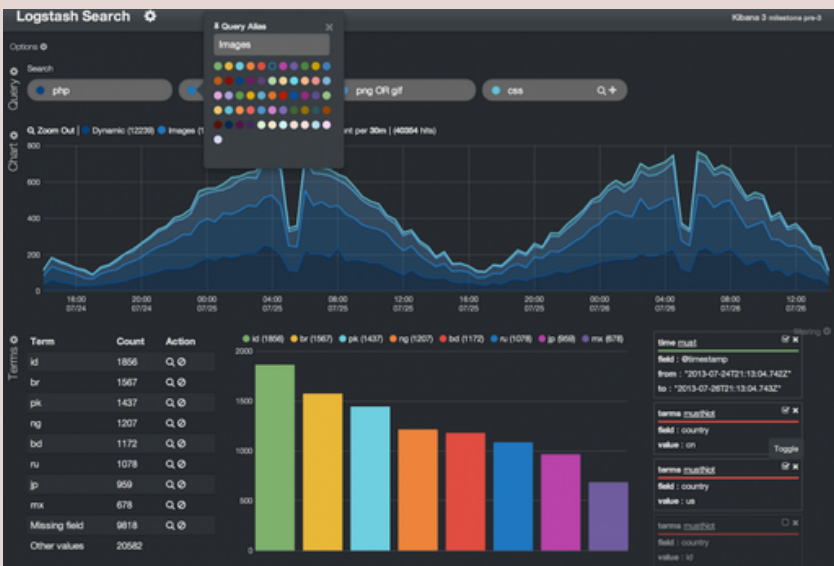 Logstash Search
Kibana 3 milestone pre-3
Query Alias
Images
Options
Query
Search
php
png OR gif
css
Chart
Zoom Out | Dynamic (12239) Images (1
nt per 30m | (40354 hits)
800
600
400
200
0
16:00 07/24
20:00 07/24
00:00 07/25
04:00 07/25
08:00 07/25
12:00 07/25
16:00 07/25
20:00 07/25
00:00 07/26
04:00 07/26
08:00 07/26
12:00 07/26
Terms
Term Count Action
id 1856
br 1567
pk 1437
ng 1207
bd 1172
ru 1078
jp 959
mx 678
Missing field 9818
Other values 20582
id (1856) br (1567) pk (1437) ng (1207) bd (1172) ru (1078) jp (959) mx (678)
2000
1500
1000
500
0
filtering
time must
field : @timestamp
from : "2013-07-24T21:13:04.742Z"
to : "2013-07-26T21:13:04.743Z"
terms mustNot
field : country
value : cn
Toggle
terms mustNot
field : country
value : us
terms mustNot
field : country
value : id